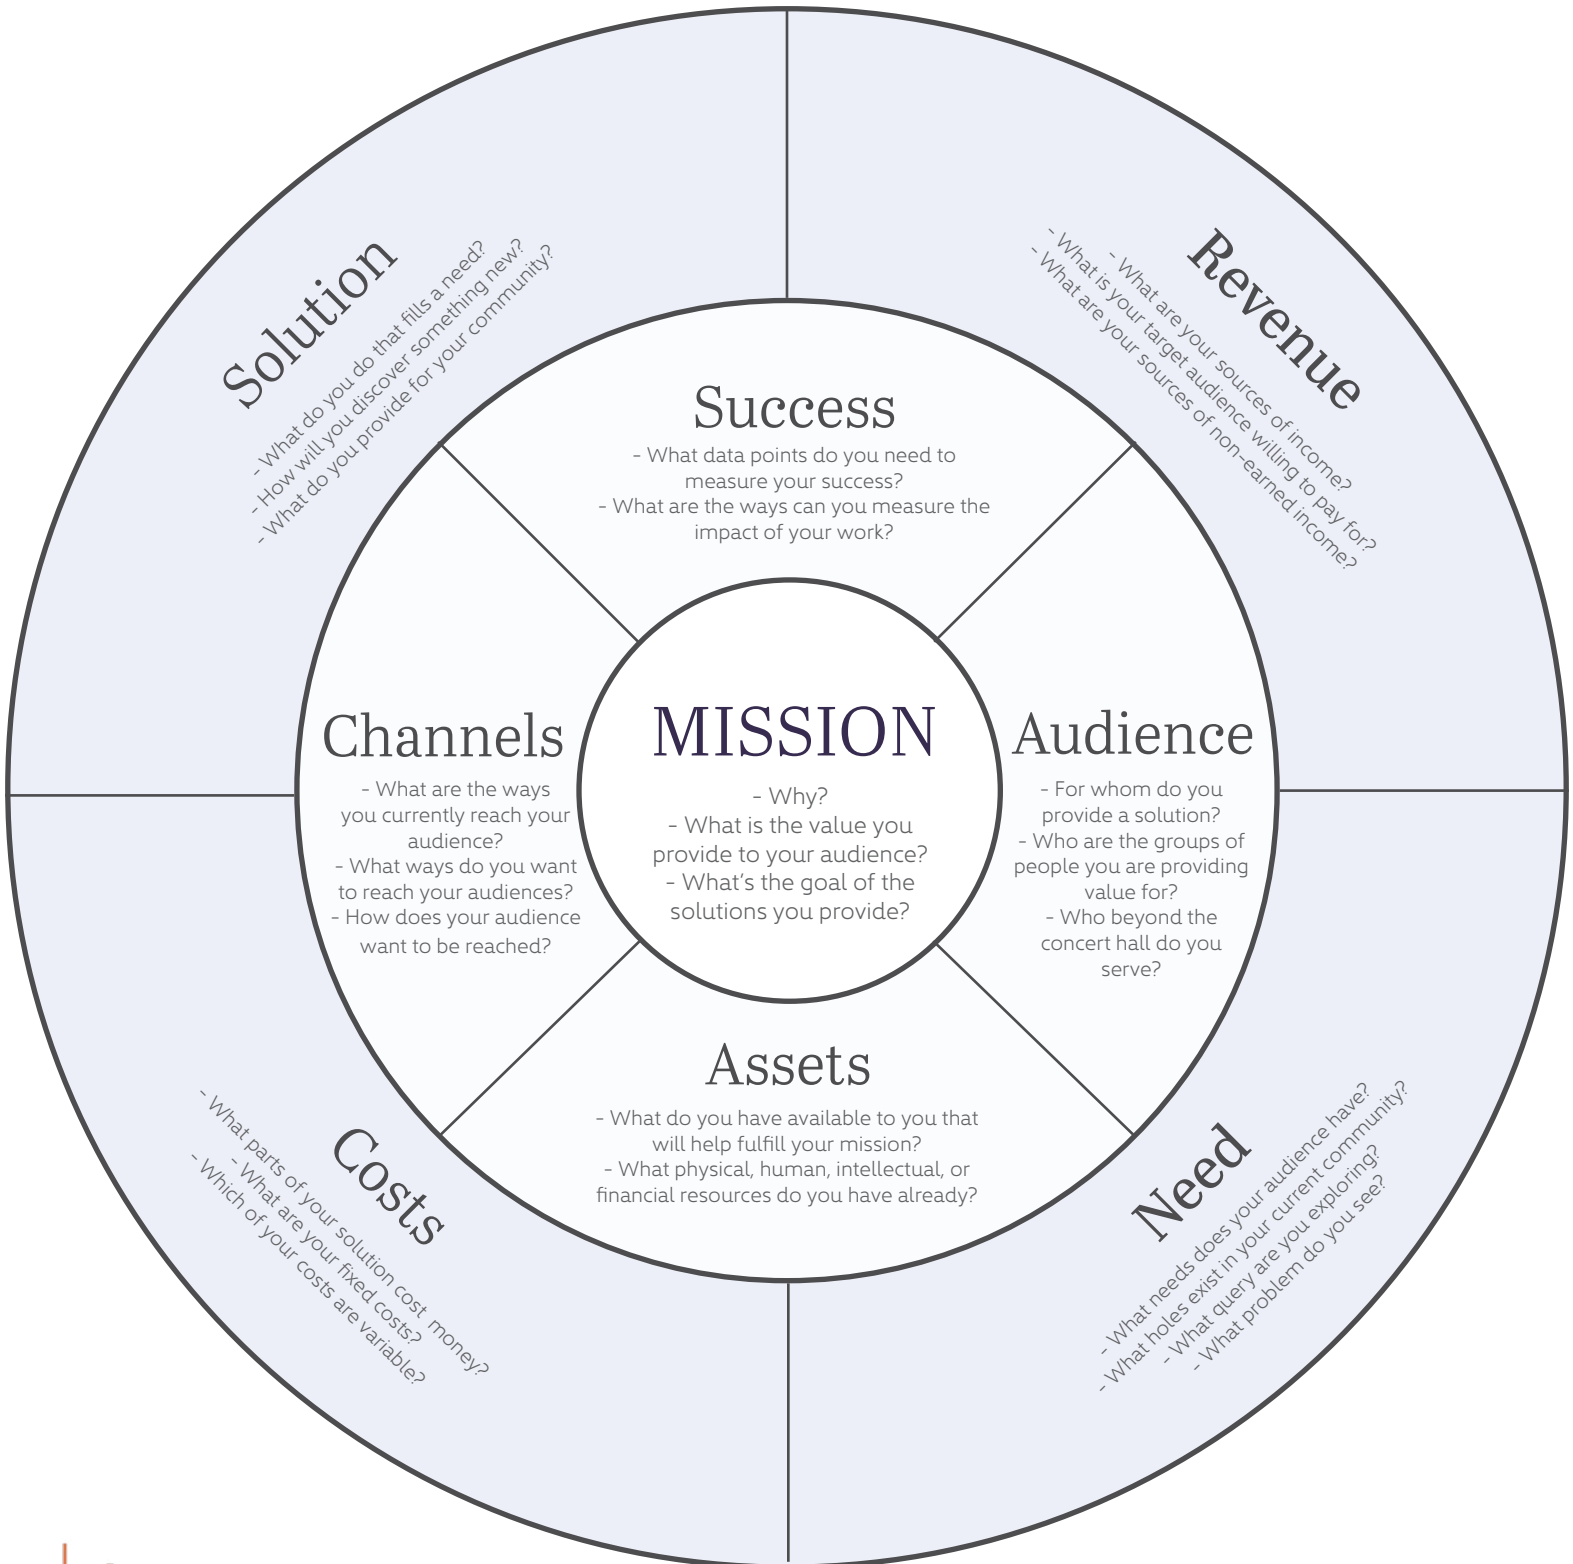 Solution
- What do you do that fills a need?
- How will you discover something new?
- What do you provide for your community?
Revenue
- What are your sources of income?
- What is your target audience willing to pay for?
- What are your sources of non-earned income?
Success
- What data points do you need to
measure your success?
- What are the ways can you measure the
impact of your work?
Channels
- What are the ways
you currently reach your
audience?
- What ways do you want
to reach your audiences?
- How does your audience
want to be reached?
MISSION
- Why?
- What is the value you
provide to your audience?
- What’s the goal of the
solutions you provide?
Audience
- For whom do you
provide a solution?
- Who are the groups of
people you are providing
value for?
- Who beyond the
concert hall do you
serve?
Assets
- What do you have available to you that
will help fulfill your mission?
- What physical, human, intellectual, or
financial resources do you have already?
Costs
- What parts of your solution cost money?
- What are your fixed costs?
- Which of your costs are variable?
Need
- What needs does your audience have?
- What holes exist in your current community?
- What query are you exploring?
- What problem do you see?